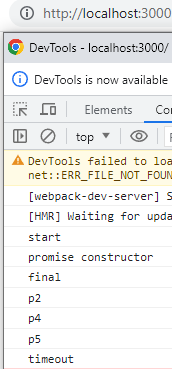 http://localhost:3000
DevTools - localhost:3000/
DevTools is now available
Elements
top
DevTools failed to loa
net::ERR_FILE_NOT_FOUN
[webpack-dev-server] S
[HMR] Waiting for upda
start
promise constructor
final
p2
p4
p5
timeout